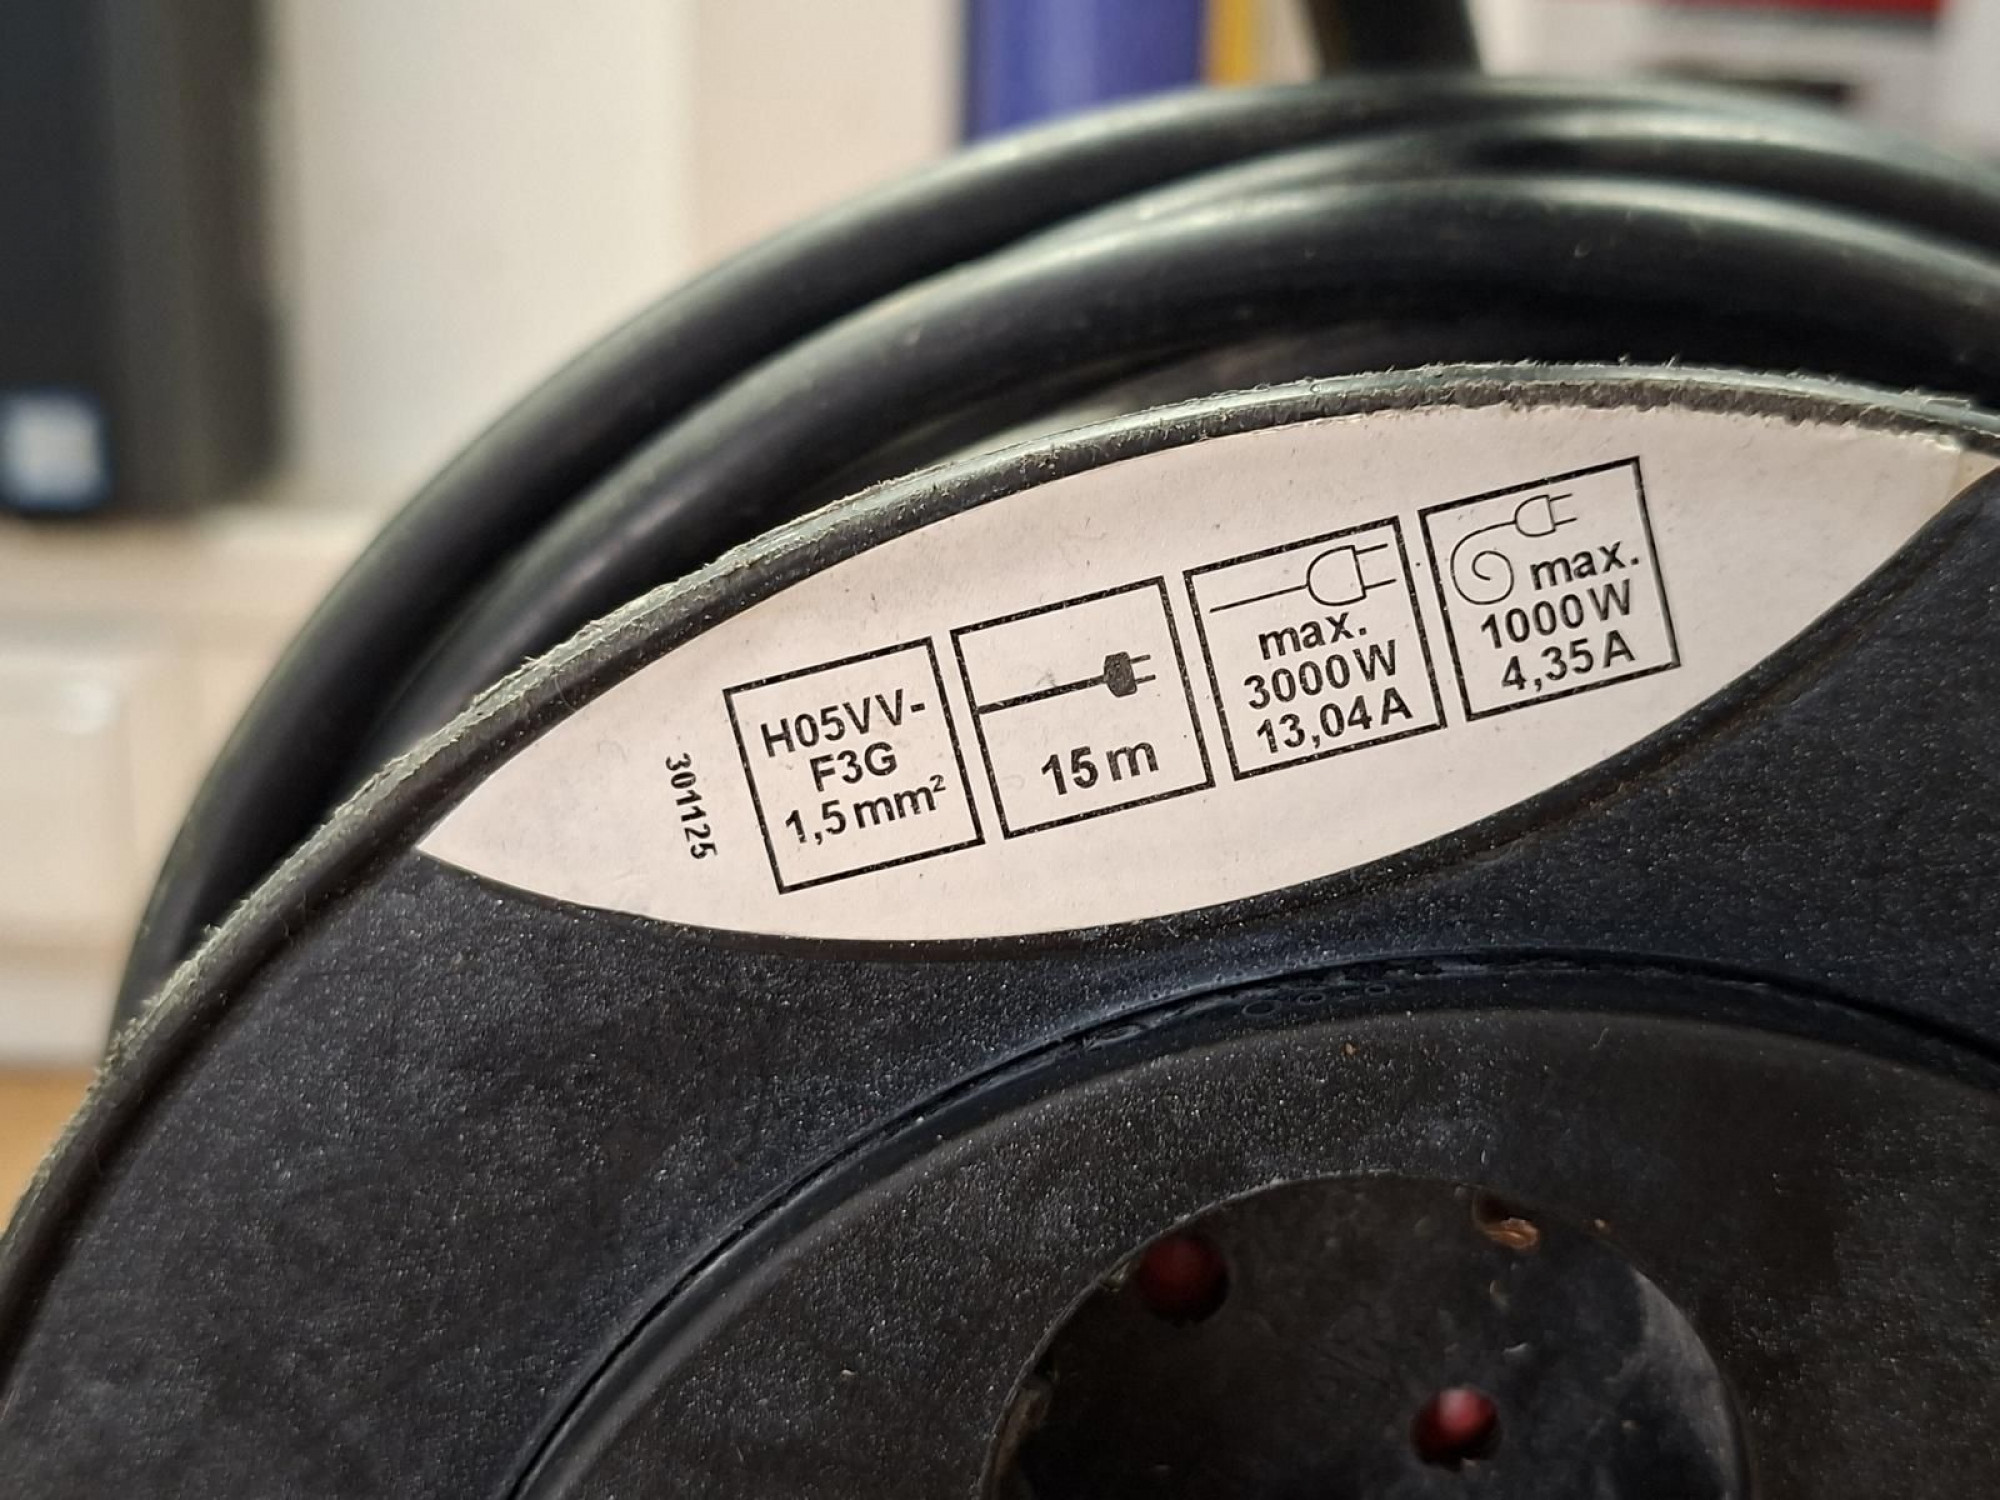 301125
H05VV-
F3G
1,5 mm²
15 m
max.
3000 W
13,04 A
max.
1000 W
4,35 A